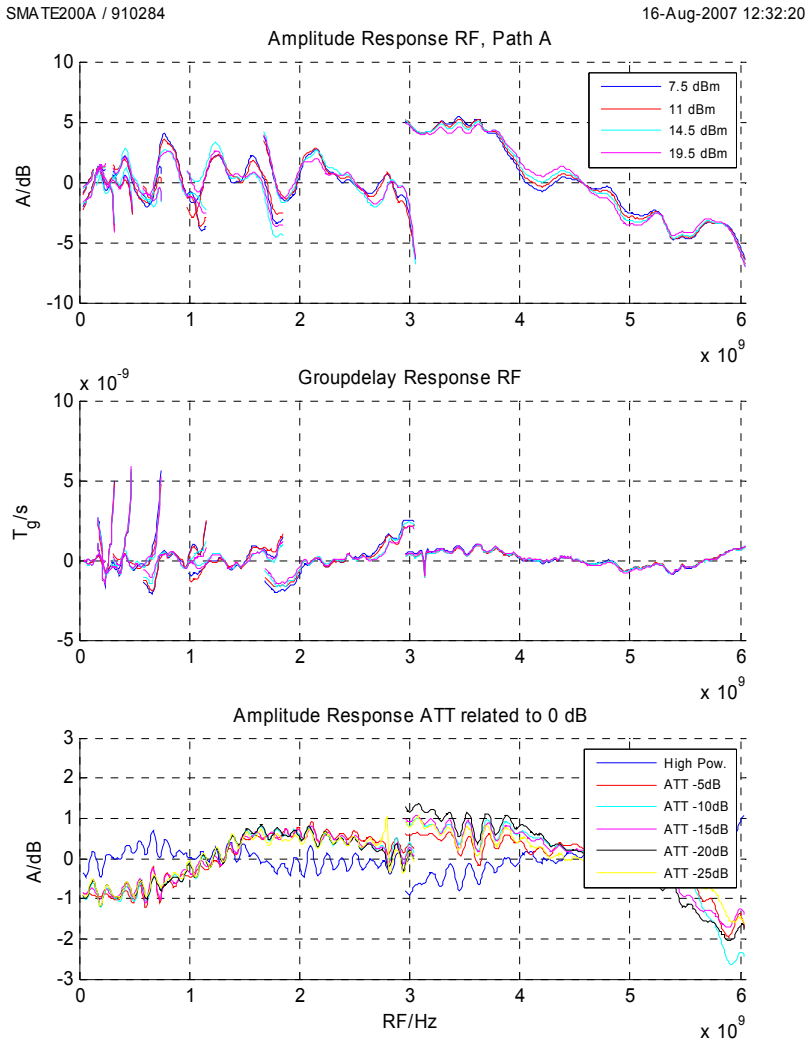 SMATE200A / 910284
16-Aug-2007 12:32:20
Amplitude Response RF, Path A
10
5
0
-5
-10
A/dB
7.5 dBm
11 dBm
14.5 dBm
19.5 dBm
0 1 2 3 4 5 6
x 10^9
x 10^-9
Groupdelay Response RF
10
5
0
-5
T_g/s
0 1 2 3 4 5 6
x 10^9
Amplitude Response ATT related to 0 dB
3
2
1
0
-1
-2
-3
A/dB
High Pow.
ATT -5dB
ATT -10dB
ATT -15dB
ATT -20dB
ATT -25dB
0 1 2 3 4 5 6
RF/Hz
x 10^9